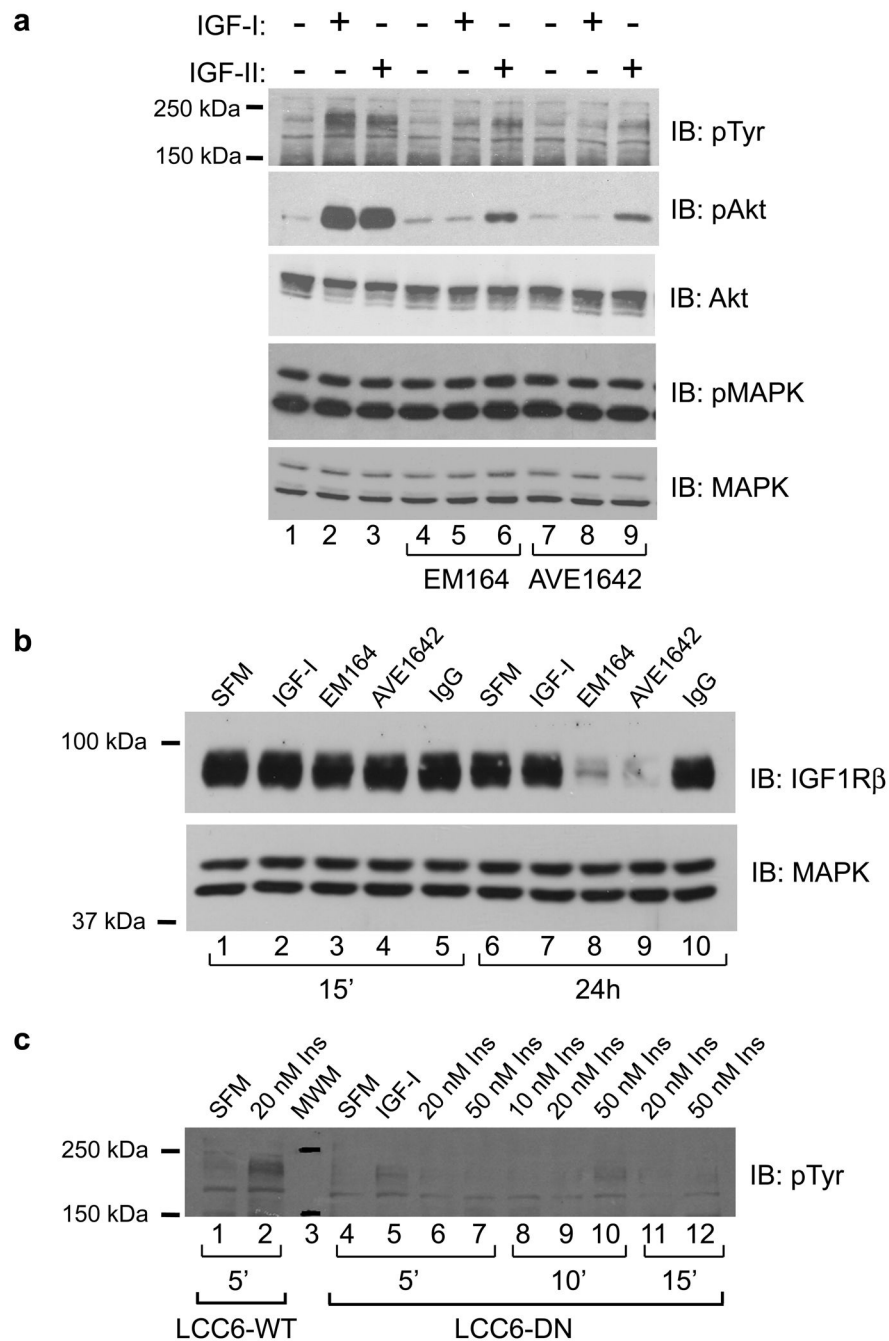 a
IGF-I: - + - - + - - + -
IGF-II: - - + - - + - - +
250 kDa
150 kDa
IB: pTyr
IB: pAkt
IB: Akt
IB: pMAPK
IB: MAPK
1 2 3 4 5 6 7 8 9
EM164 AVE1642
b
SFM IGF-I EM164 AVE1642 IgG SFM IGF-I EM164 AVE1642 IgG
100 kDa
IB: IGF1Rβ
IB: MAPK
37 kDa
1 2 3 4 5 6 7 8 9 10
15’ 24h
c
SFM 20 nM Ins MWM SFM IGF-I 20 nM Ins 50 nM Ins 10 nM Ins 20 nM Ins 50 nM Ins 20 nM Ins 50 nM Ins
250 kDa
IB: pTyr
150 kDa
1 2 3 4 5 6 7 8 9 10 11 12
5’ 5’ 10’ 15’
LCC6-WT LCC6-DN